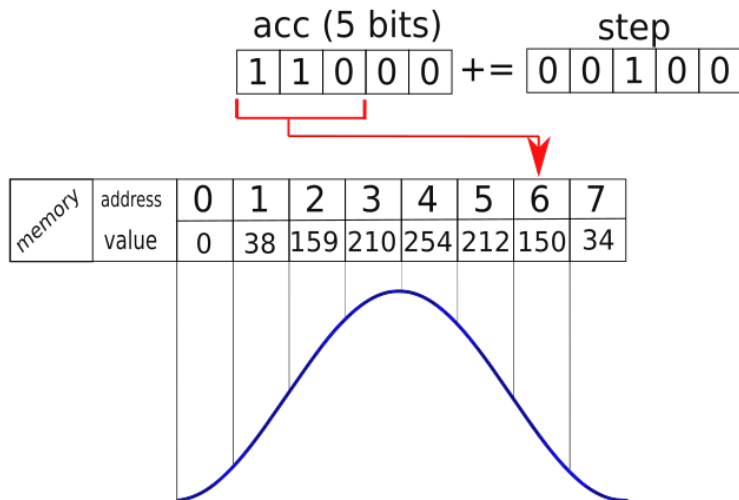 acc (5 bits) step
1 1 0 0 0 += 0 0 1 0 0
memory address 0 1 2 3 4 5 6 7
value 0 38 159 210 254 212 150 34